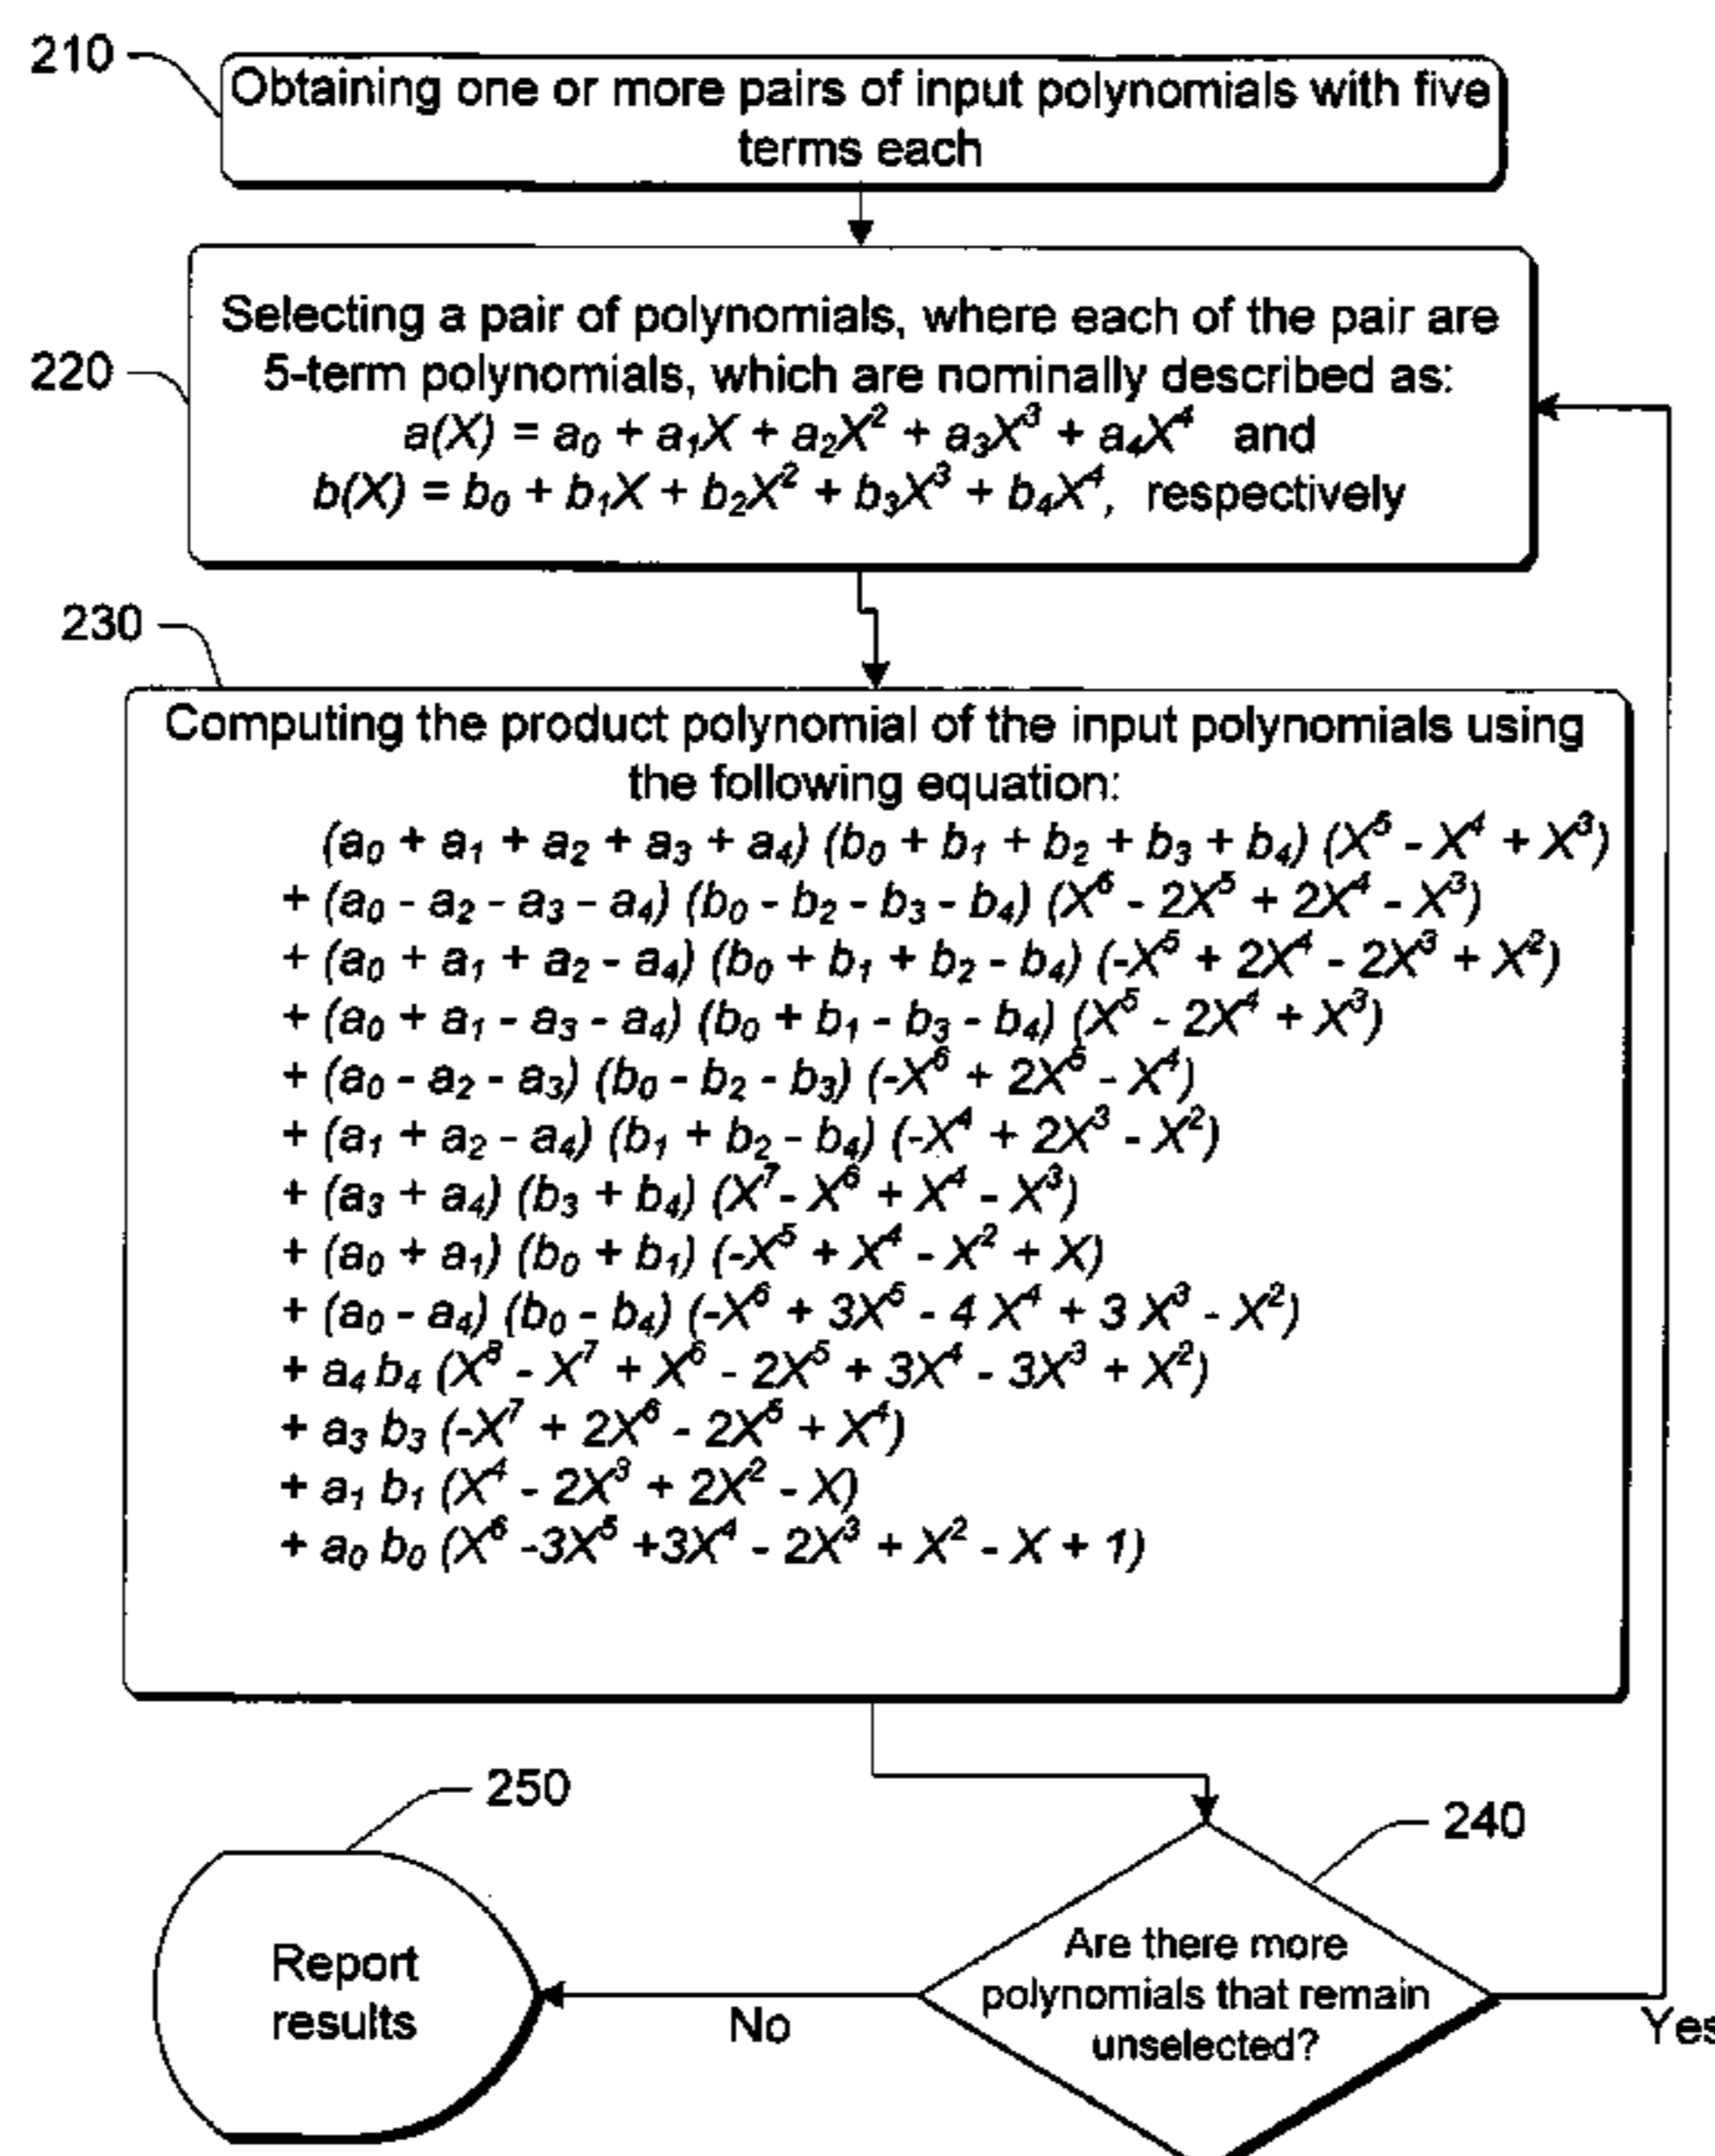 210
Obtaining one or more pairs of input polynomials with five
terms each
220
Selecting a pair of polynomials, where each of the pair are
5-term polynomials, which are nominally described as:
a(X) = a₀ + a₁X + a₂X² + a₃X³ + a₄X⁴ and
b(X) = b₀ + b₁X + b₂X² + b₃X³ + b₄X⁴, respectively
230
Computing the product polynomial of the input polynomials using
the following equation:
(a₀ + a₁ + a₂ + a₃ + a₄) (b₀ + b₁ + b₂ + b₃ + b₄) (X⁵ - X⁴ + X³)
+ (a₀ - a₂ - a₃ - a₄) (b₀ - b₂ - b₃ - b₄) (X⁶ - 2X⁵ + 2X⁴ - X³)
+ (a₀ + a₁ + a₂ - a₄) (b₀ + b₁ + b₂ - b₄) (-X⁵ + 2X⁴ - 2X³ + X²)
+ (a₀ + a₁ - a₃ - a₄) (b₀ + b₁ - b₃ - b₄) (X⁵ - 2X⁴ + X³)
+ (a₀ - a₂ - a₃) (b₀ - b₂ - b₃) (-X⁶ + 2X⁵ - X⁴)
+ (a₁ + a₂ - a₄) (b₁ + b₂ - b₄) (-X⁴ + 2X³ - X²)
+ (a₃ + a₄) (b₃ + b₄) (X⁷- X⁶ + X⁴ - X³)
+ (a₀ + a₁) (b₀ + b₁) (-X⁵ + X⁴ - X² + X)
+ (a₀ - a₄) (b₀ - b₄) (-X⁶ + 3X⁵ - 4 X⁴ + 3 X³ - X²)
+ a₄ b₄ (X⁸ - X⁷ + X⁶ - 2X⁵ + 3X⁴ - 3X³ + X²)
+ a₃ b₃ (-X⁷ + 2X⁶ - 2X⁵ + X⁴)
+ a₁ b₁ (X⁴ - 2X³ + 2X² - X)
+ a₀ b₀ (X⁶ -3X⁵ +3X⁴ - 2X³ + X² - X + 1)
250
240
Are there more
polynomials that remain
unselected?
Report
results
No
Yes